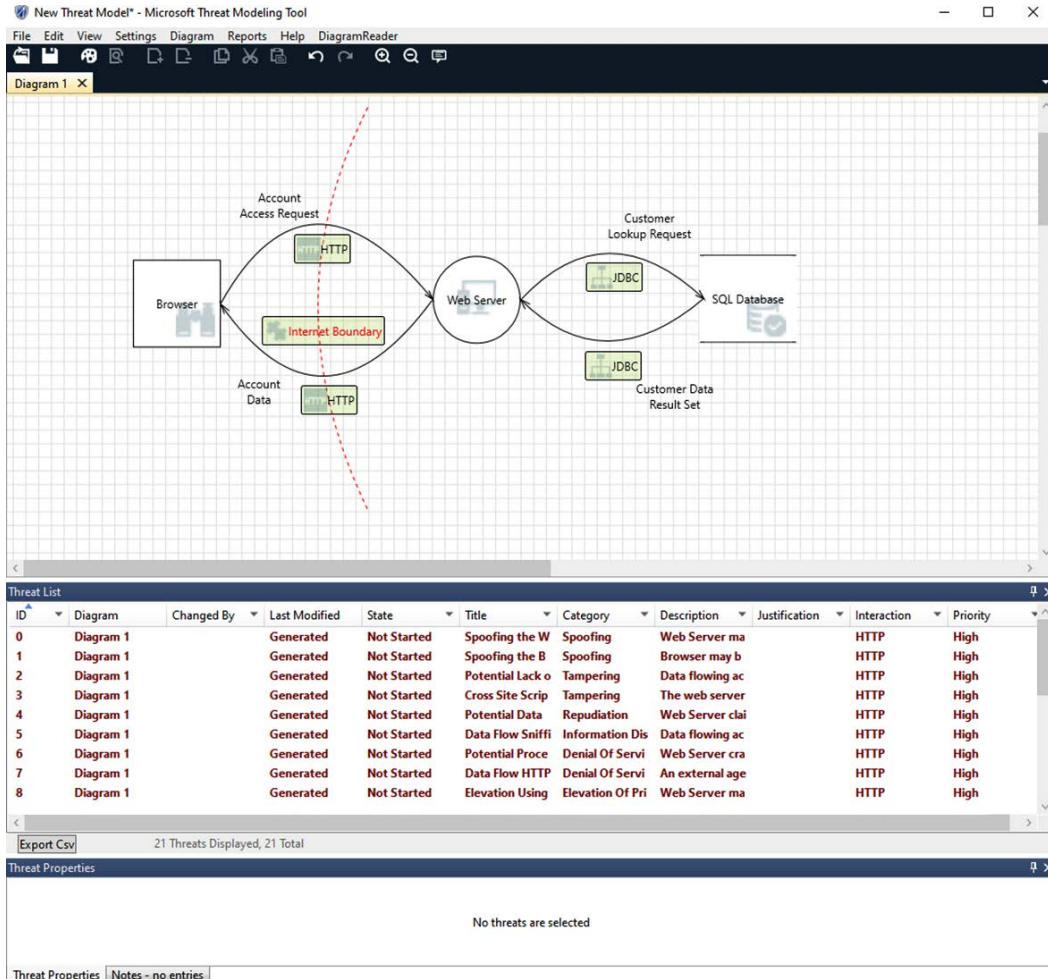 New Threat Model* - Microsoft Threat Modeling Tool
File Edit View Settings Diagram Reports Help DiagramReader
Diagram 1
Account
Access Request
HTTP
Customer
Lookup Request
JDBC
Browser
Web Server
SQL Database
Internet Boundary
JDBC
Account
Data
HTTP
Customer Data
Result Set
Threat List
ID Diagram Changed By Last Modified State Title Category Description Justification Interaction Priority
0 Diagram 1 Generated Not Started Spoofing the W Spoofing Web Server ma HTTP High
1 Diagram 1 Generated Not Started Spoofing the B Spoofing Browser may b HTTP High
2 Diagram 1 Generated Not Started Potential Lack o Tampering Data flowing ac HTTP High
3 Diagram 1 Generated Not Started Cross Site Scrip Tampering The web server HTTP High
4 Diagram 1 Generated Not Started Potential Data Repudiation Web Server clai HTTP High
5 Diagram 1 Generated Not Started Data Flow Sniffi Information Dis Data flowing ac HTTP High
6 Diagram 1 Generated Not Started Potential Proce Denial Of Servi Web Server cra HTTP High
7 Diagram 1 Generated Not Started Data Flow HTTP Denial Of Servi An external age HTTP High
8 Diagram 1 Generated Not Started Elevation Using Elevation Of Pri Web Server ma HTTP High
Export Csv 21 Threats Displayed, 21 Total
Threat Properties
No threats are selected
Threat Properties Notes - no entries